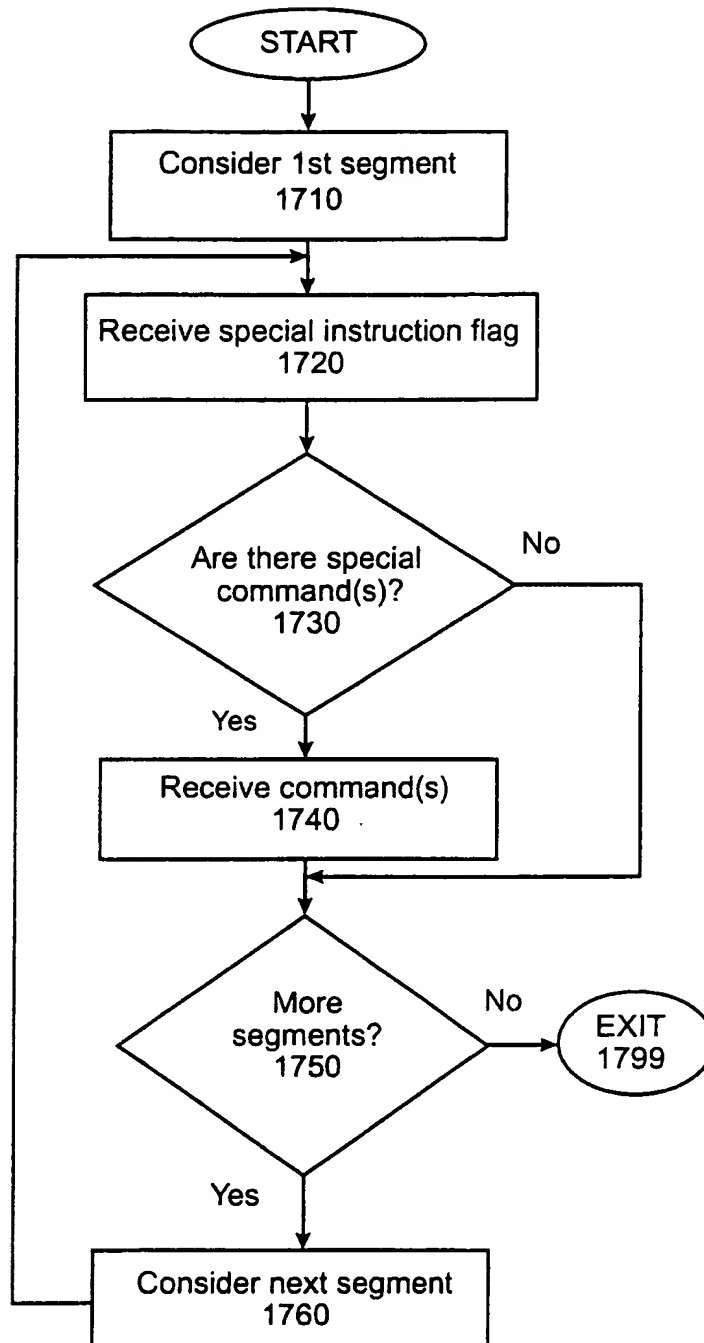 START
Consider 1st segment
1710
Receive special instruction flag
1720
Are there special
command(s)?
1730
No
Yes
Receive command(s)
1740
More
segments?
1750
No
EXIT
1799
Yes
Consider next segment
1760